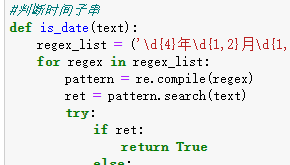 #判断时间子串
def is_date(text):
    regex_list = ('\d{4}年\d{1,2}月\d{1,
    for regex in regex_list:
        pattern = re.compile(regex)
        ret = pattern.search(text)
        try:
            if ret:
                return True
            else: